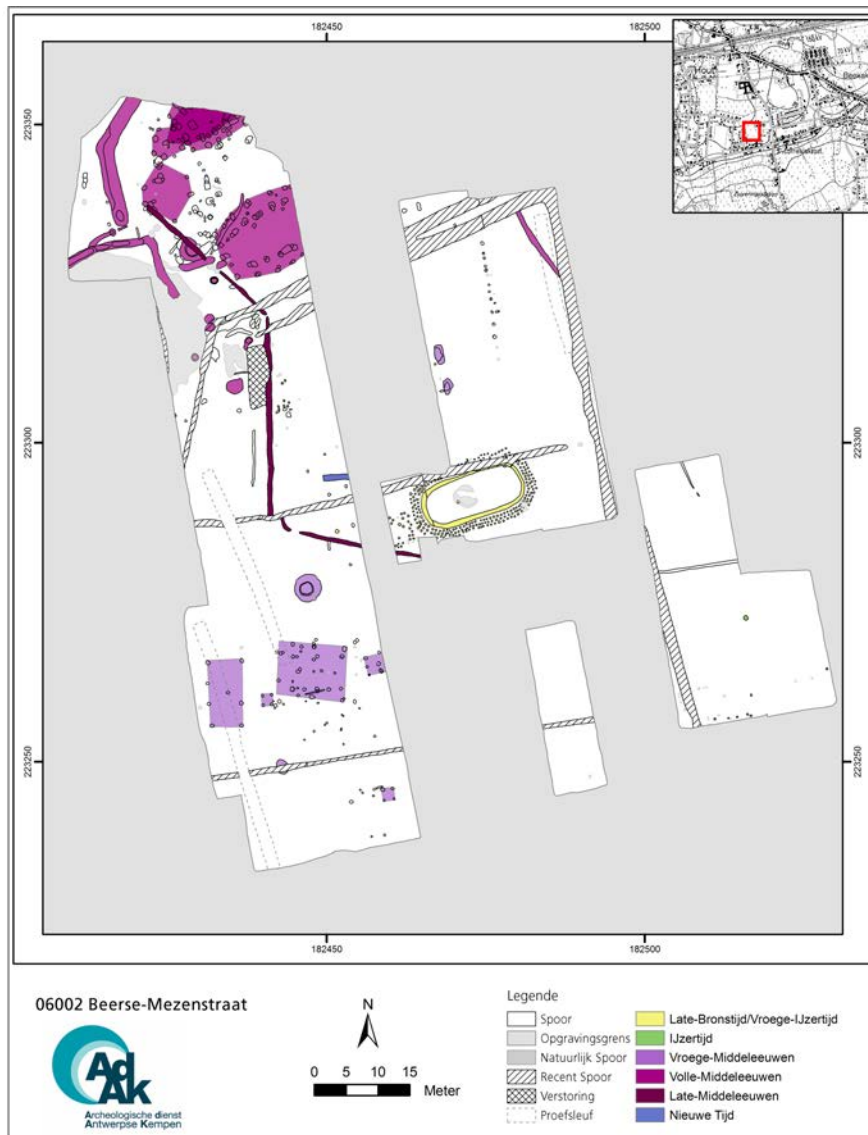 182450
182500
223350
223350
223300
223300
223250
223250
182450
182500
06002 Beerse-Mezenstraat
AdAk
Archeologische dienst
Antwerpse Kempen
N
0 5 10 15
Meter
Legende
Spoor
Opgravingsgrens
Natuurlijk Spoor
Recent Spoor
Verstoring
Proefsleuf
Late-Bronstijd/Vroege-IJzertijd
IJzertijd
Vroege-Middeleeuwen
Volle-Middeleeuwen
Late-Middeleeuwen
Nieuwe Tijd